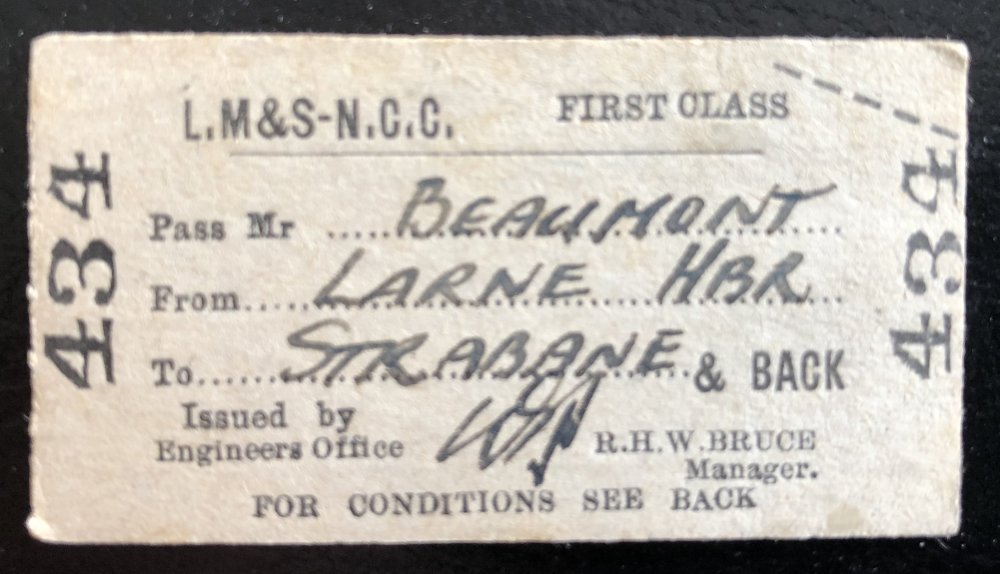 L.M&S-N.C.C. FIRST CLASS
434
Pass Mr ..... BEAUMONT
From..... LARNE HBR
To..... STRABANE & BACK
434
Issued by
Engineers Office
R.H.W. BRUCE
Manager.
FOR CONDITIONS SEE BACK